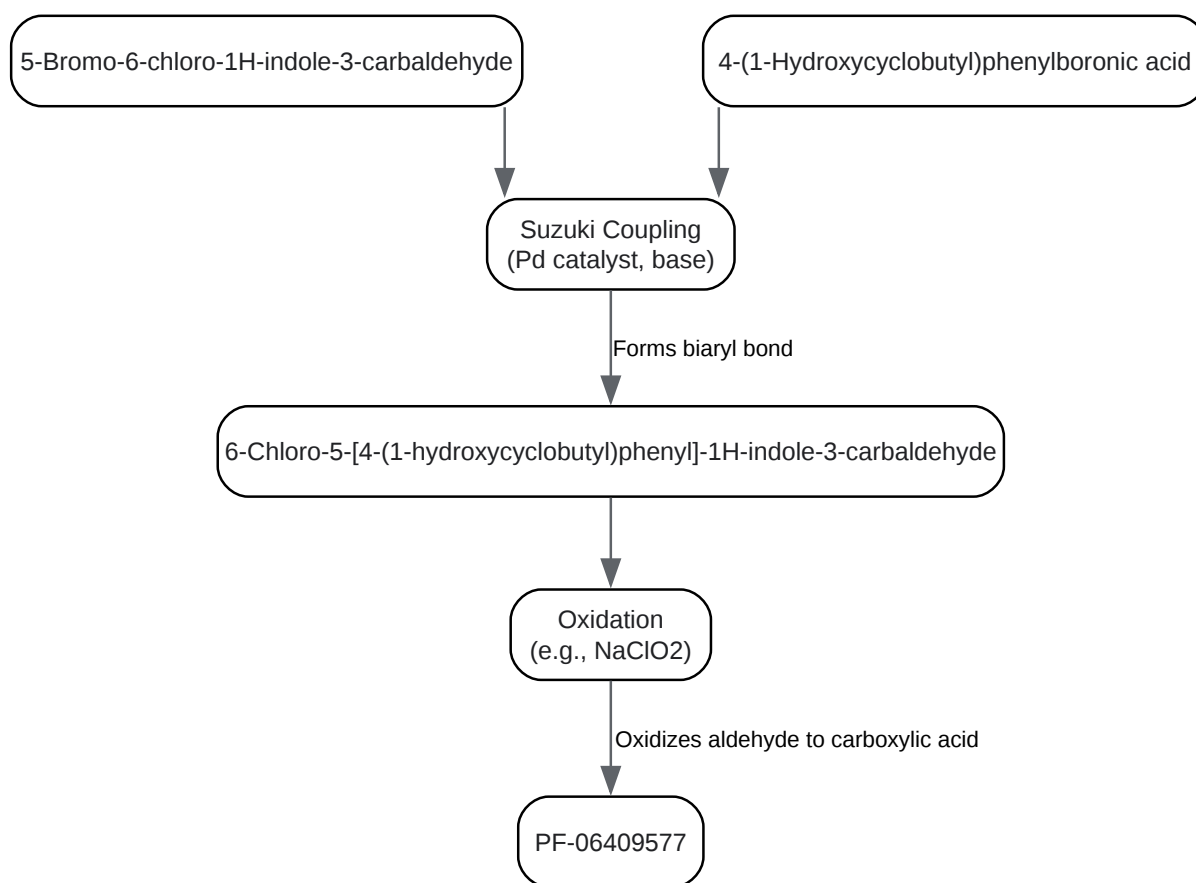 5-Bromo-6-chloro-1H-indole-3-carbaldehyde
4-(1-Hydroxycyclobutyl)phenylboronic acid
Suzuki Coupling
(Pd catalyst, base)
Forms biaryl bond
6-Chloro-5-[4-(1-hydroxycyclobutyl)phenyl]-1H-indole-3-carbaldehyde
Oxidation
(e.g., NaClO2)
Oxidizes aldehyde to carboxylic acid
PF-06409577